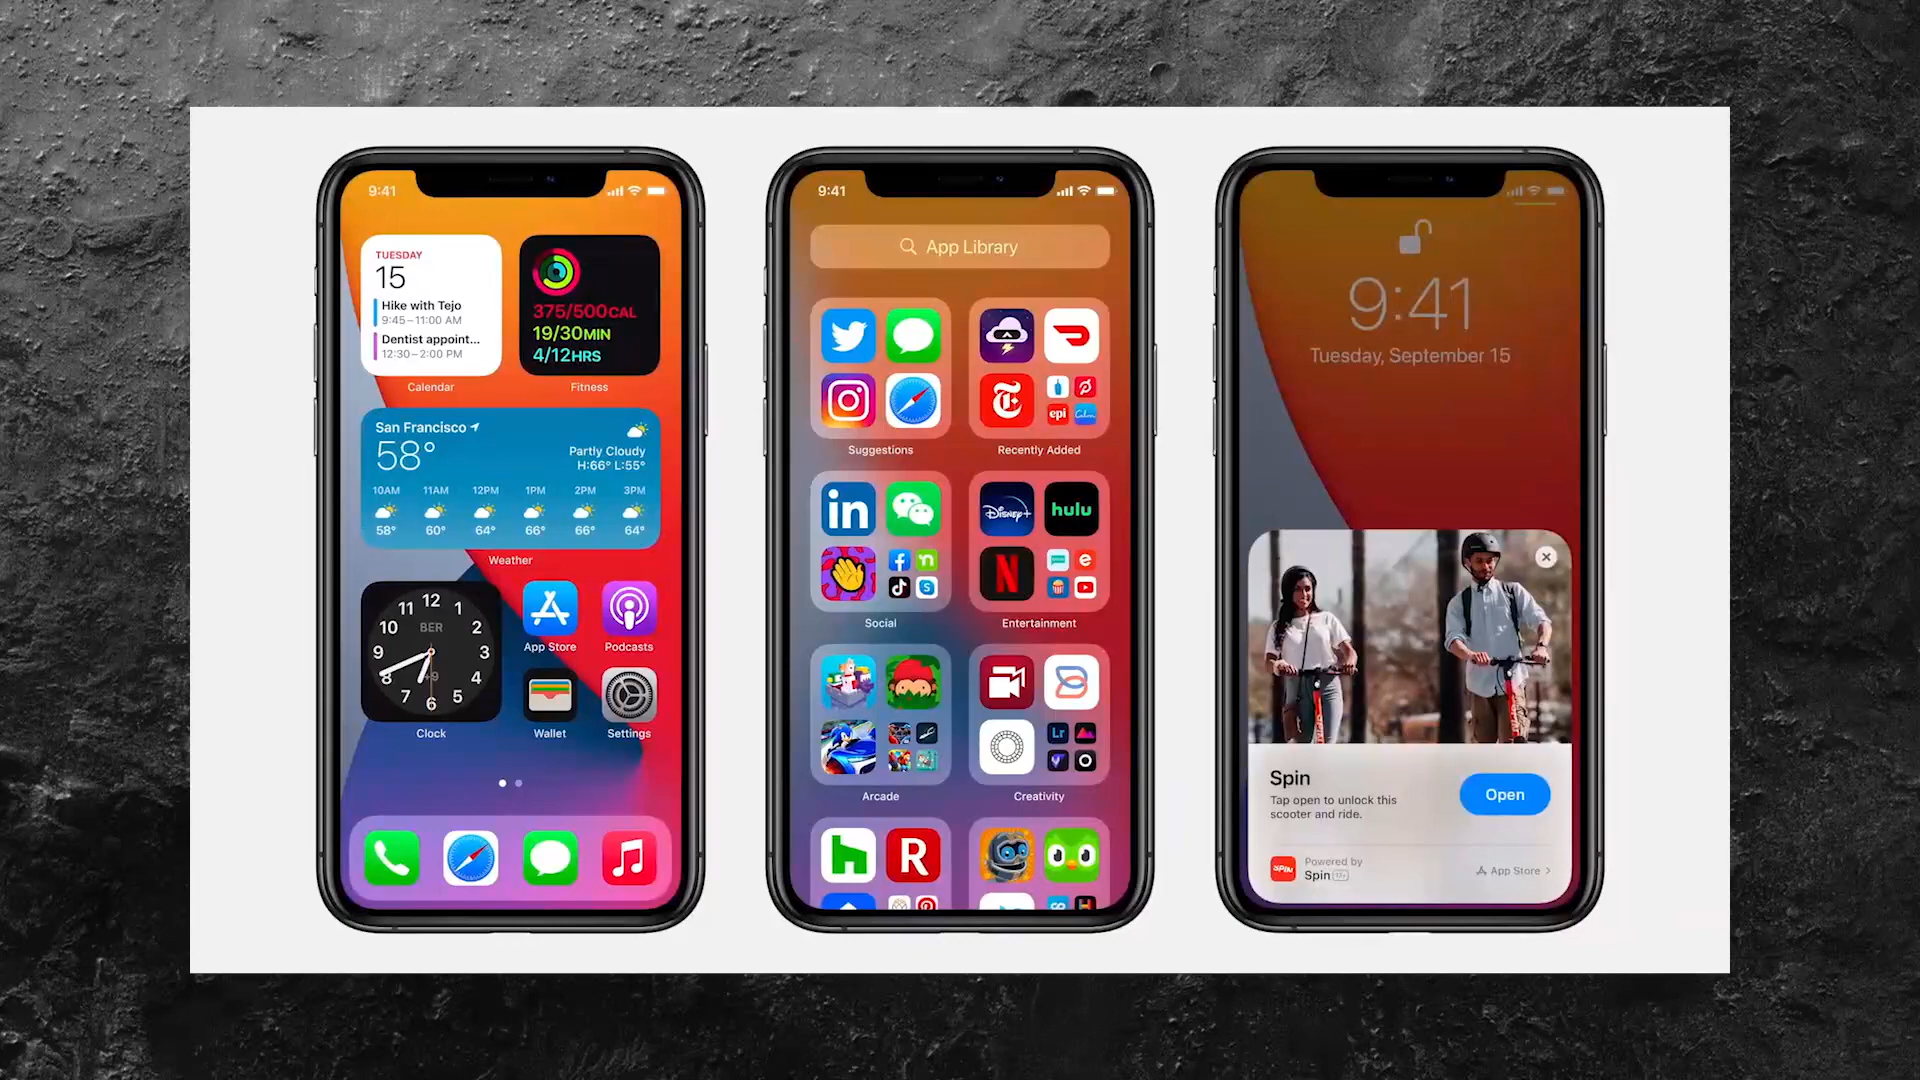 9:41
TUESDAY
15
Hike with Tejo
9:45–11:00 AM
Dentist appoint...
12:30–2:00 PM
Calendar
375/500CAL
19/30MIN
4/12HRS
Fitness
San Francisco
58°
Partly Cloudy
H:66° L:55°
10AM 11AM 12PM 1PM 2PM 3PM
58° 60° 64° 66° 66° 64°
Weather
12
11 1
10 BER 2
9 3
8 +9 4
7 5
6
Clock
App Store
Podcasts
Wallet
Settings
9:41
App Library
epi
Suggestions
Recently Added
in
Disney+
hulu
N
f
n
S
e
Social
Entertainment
Lr
Arcade
Creativity
R
9:41
Tuesday, September 15
Spin
Tap open to unlock this
scooter and ride.
Open
Powered by
Spin
App Store